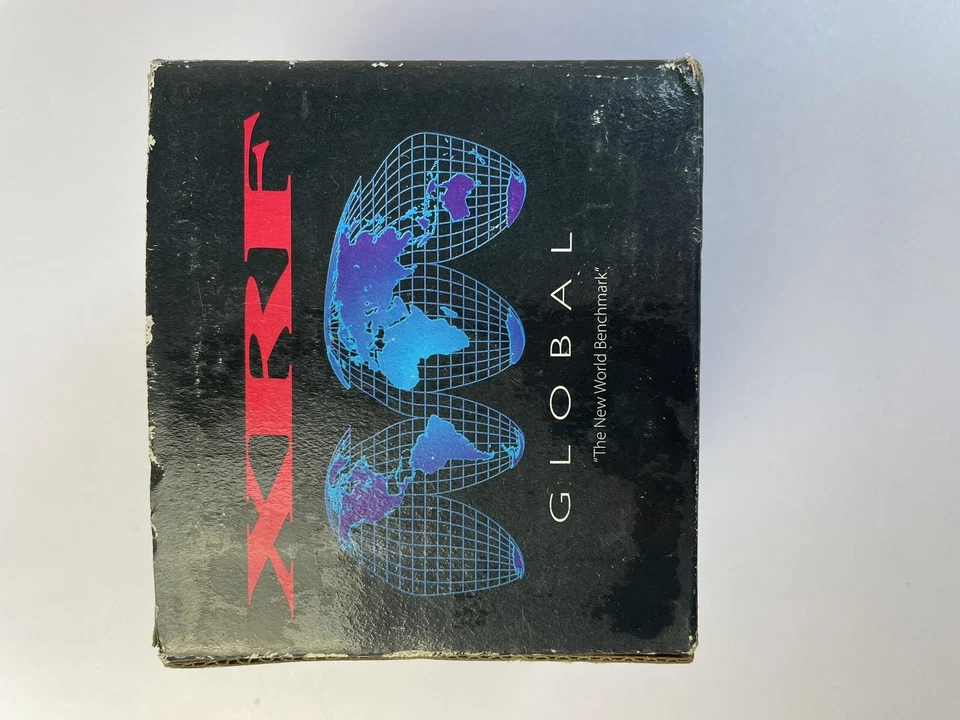 XRF
GLOBAL
"The New World Benchmark"